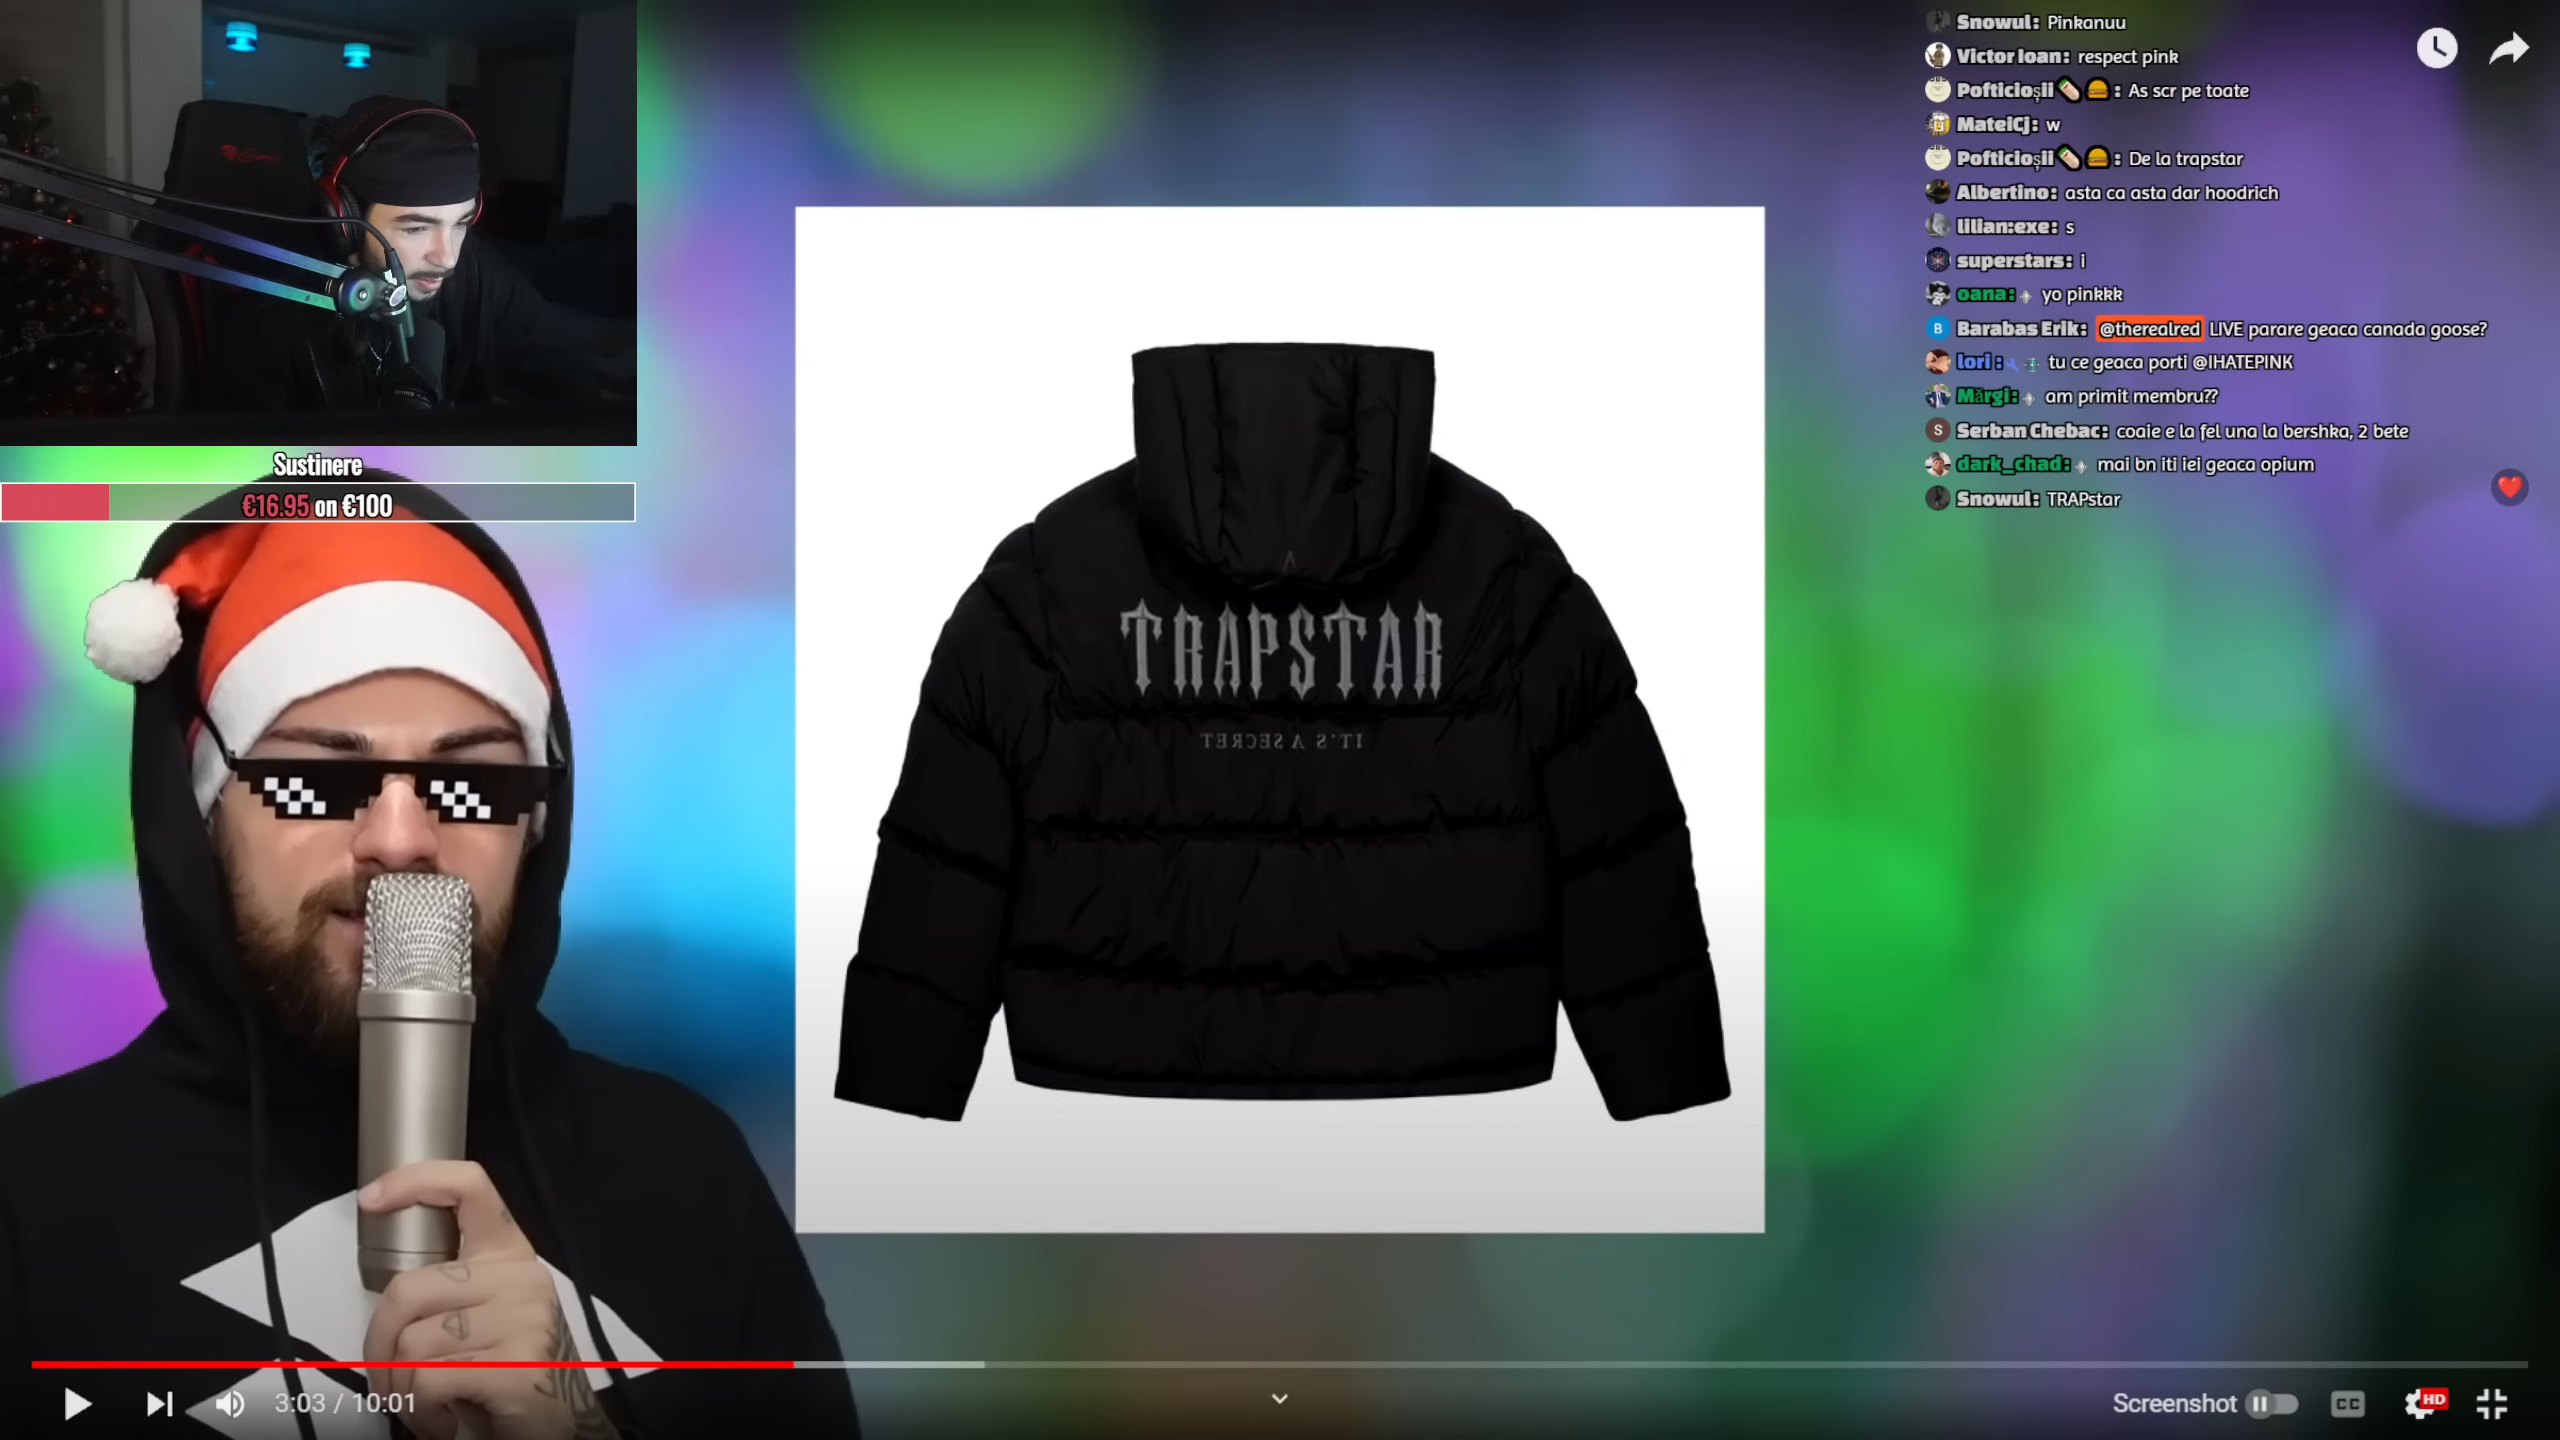 Snowul: Pinkanuu
Victor Ioan: respect pink
Pofticioșii🌯🍔: As scr pe toate
MateiCj: w
Pofticioșii🌯🍔: De la trapstar
Albertino: asta ca asta dar hoodrich
lilian:exe: s
superstars: i
oana: yo pinkkk
B Barabas Erik: @therealred LIVE parare geaca canada goose?
lori: tu ce geaca porti @IHATEPINK
Mărgi: am primit membru??
S Serban Chebac: coaie e la fel una la bershka, 2 bete
dark_chad: mai bn iti iei geaca opium
Snowul: TRAPstar
Sustinere
€16.95 on €100
TRAPSTAR
IT'S A SECRET
3:03 / 10:01
Screenshot
CC
HD